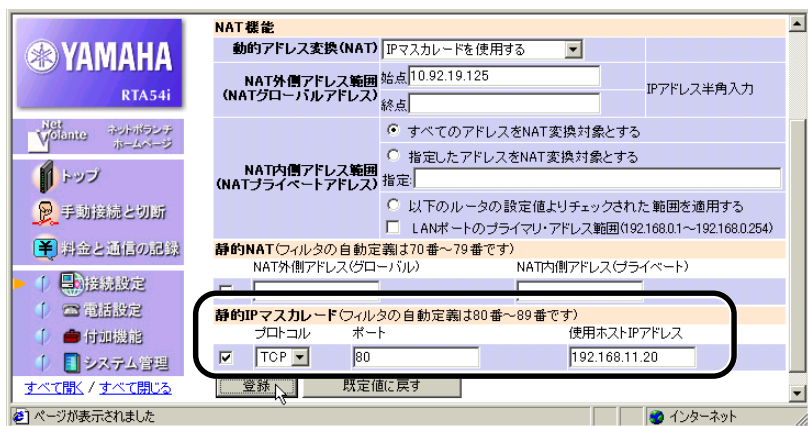 YAMAHA
RTA54i
Net Volante ネットボランチ ホームページ
トップ
手動接続と切断
料金と通信の記録
接続設定
電話設定
付加機能
システム管理
すべて開く / すべて閉じる
NAT機能
動的アドレス変換(NAT) IPマスカレードを使用する
NAT外側アドレス範囲 始点 10.92.19.125
(NATグローバルアドレス) 終点
IPアドレス半角入力
すべてのアドレスをNAT変換対象とする
指定したアドレスをNAT変換対象とする
NAT内側アドレス範囲
(NATプライベートアドレス) 指定:
以下のルータの設定値よりチェックされた範囲を適用する
LANポートのプライマリ・アドレス範囲(192.168.0.1～192.168.0.254)
静的NAT(フィルタの自動定義は70番～79番です)
NAT外側アドレス(グローバル) NAT内側アドレス(プライベート)
静的IPマスカレード(フィルタの自動定義は80番～89番です)
プロトコル ポート 使用ホストIPアドレス
TCP 80 192.168.11.20
登録 既定値に戻す
ページが表示されました インターネット